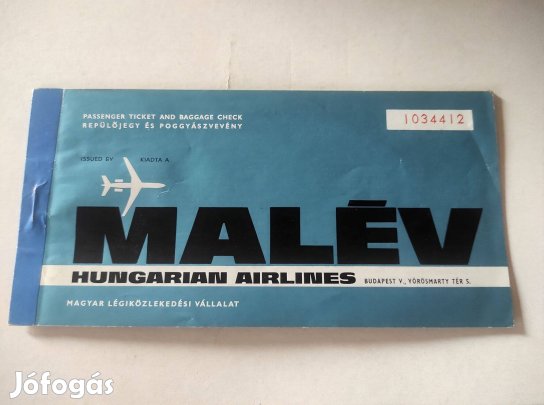 PASSENGER TICKET AND BAGGAGE CHECK
REPÜLŐJEGY ÉS POGGYÁSZVEVÉNY
1034412
ISSUED BY KIADTA A
MALÉV
HUNGARIAN AIRLINES BUDAPEST V., VÖRÖSMARTY TÉR 5.
MAGYAR LÉGIKÖZLEKEDÉSI VÁLLALAT
Jófogás